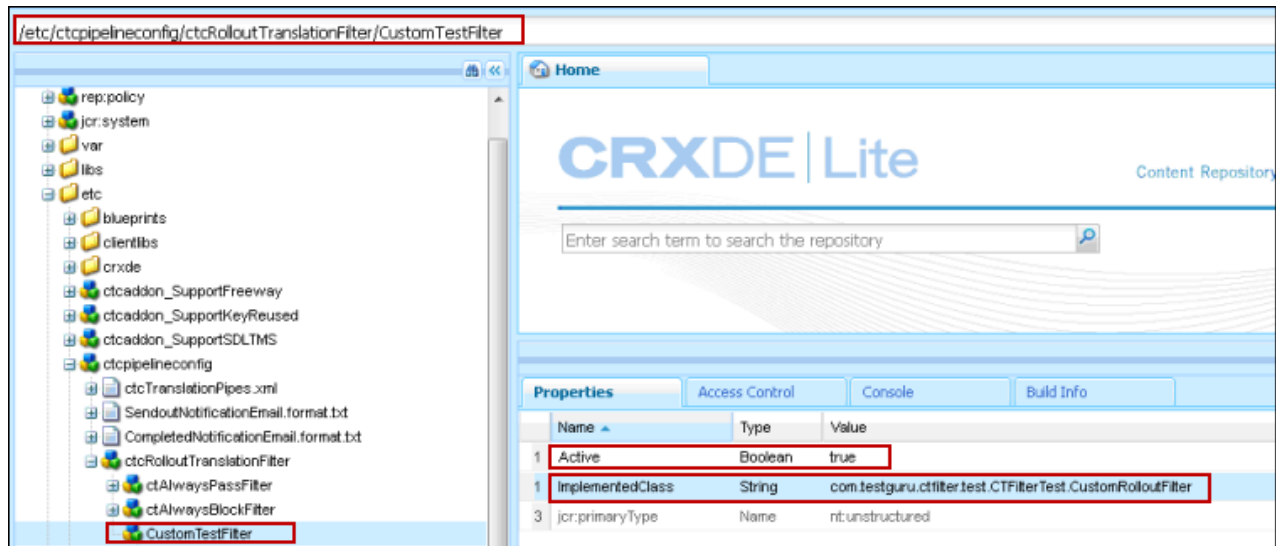 /etc/ctcpipelineconfig/ctcRolloutTranslationFilter/CustomTestFilter
Home
rep:policy
jcr:system
var
libs
etc
blueprints
clientlibs
crxde
ctcaddon_SupportFreeway
ctcaddon_SupportKeyReused
ctcaddon_SupportSDLTMS
ctcpipelineconfig
ctcTranslationPipes.xml
SendoutNotificationEmail.format.txt
CompletedNotificationEmail.format.txt
ctcRolloutTranslationFilter
ctAlwaysPassFilter
ctAlwaysBlockFilter
CustomTestFilter
CRXDE | Lite
Content Repository
Enter search term to search the repository
Properties Access Control Console Build Info
Name Type Value
1 Active Boolean true
1 ImplementedClass String com.testguru.ctfilter.test.CTFilterTest.CustomRolloutFilter
3 jcr:primaryType Name nt:unstructured